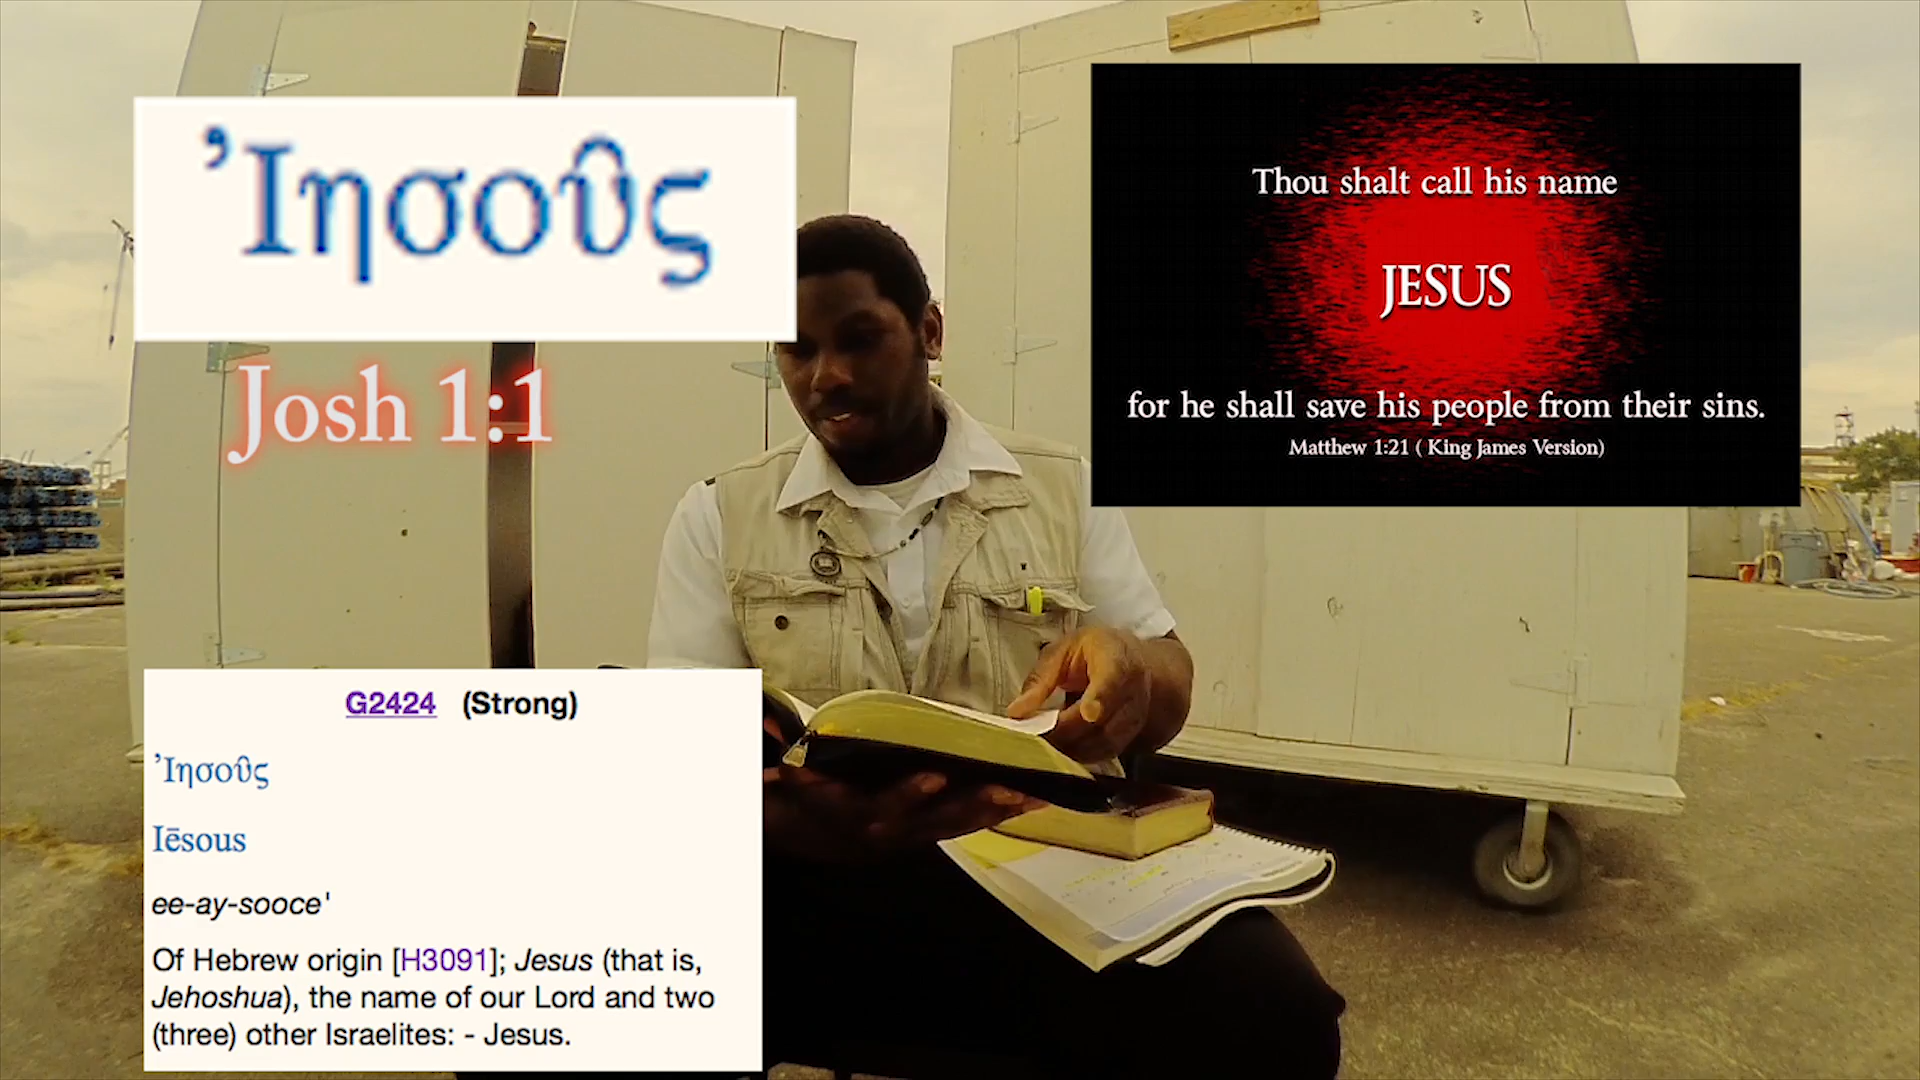 Ἰησοῦς
Josh 1:1
Thou shalt call his name
JESUS
for he shall save his people from their sins.
Matthew 1:21 ( King James Version)
G2424 (Strong)
Ἰησοῦς
Iēsous
ee-ay-sooce'
Of Hebrew origin [H3091]; Jesus (that is,
Jehoshua), the name of our Lord and two
(three) other Israelites: - Jesus.